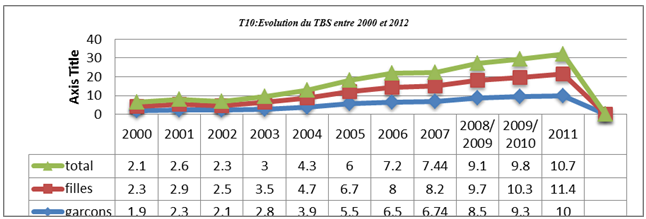 T10:Evolution du TBS entre 2000 et 2012
Axis Title
40
30
20
10
0
2000 2001 2002 2003 2004 2005 2006 2007 2008/2009 2009/2010 2011
total 2.1 2.6 2.3 3 4.3 6 7.2 7.44 9.1 9.8 10.7
filles 2.3 2.9 2.5 3.5 4.7 6.7 8 8.2 9.7 10.3 11.4
garcons 1.9 2.3 2.1 2.8 3.9 5.5 6.5 6.74 8.5 9.3 10